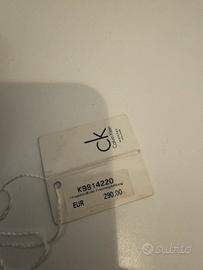 ck
Calvin Klein
K9814220
EUR 290.00
subito